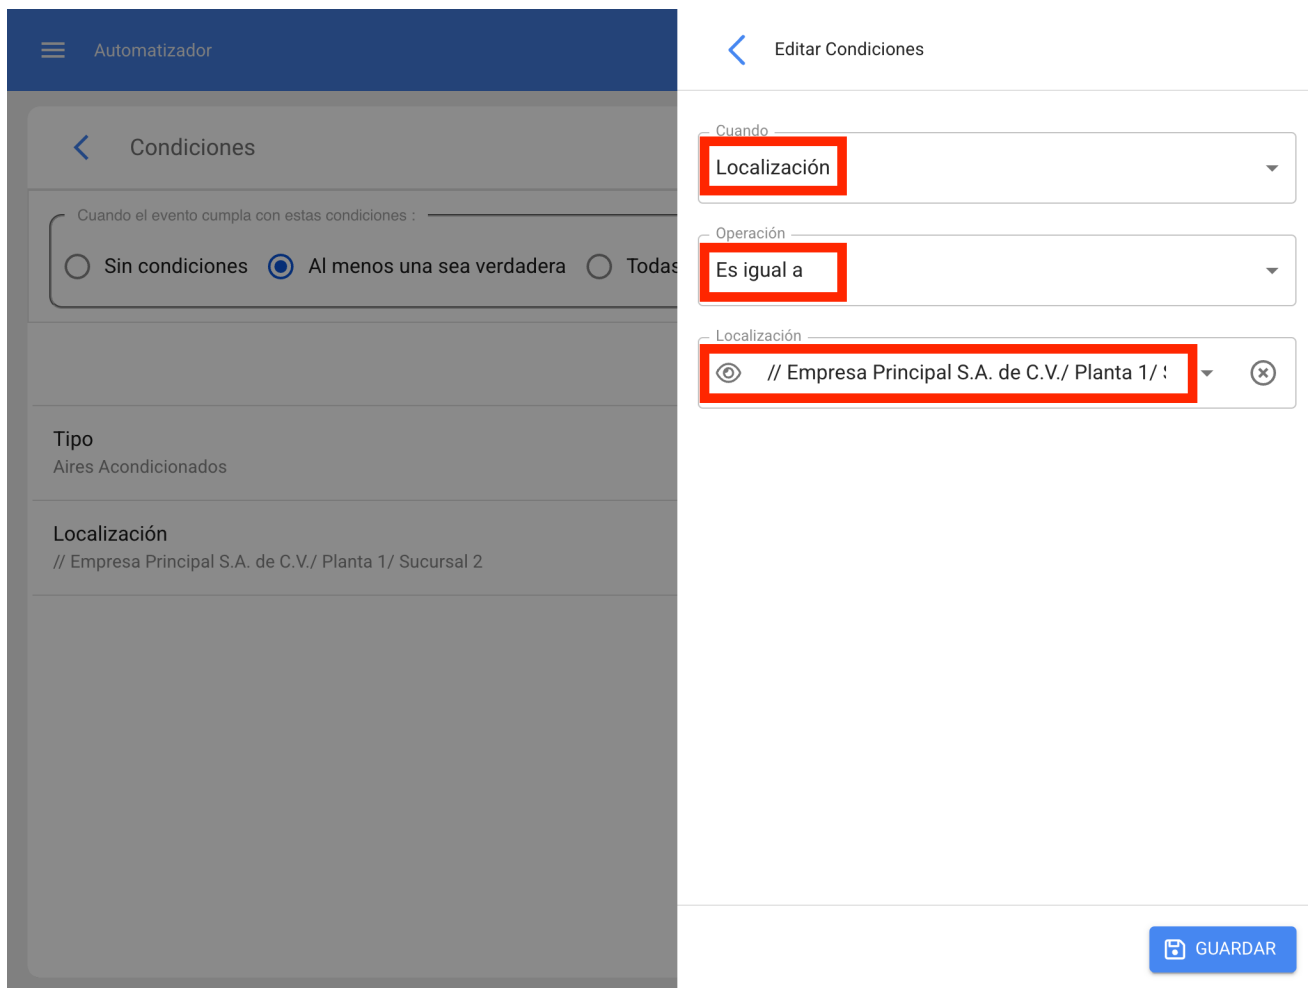 Automatizador
Condiciones
Cuando el evento cumpla con estas condiciones :
Sin condiciones
Al menos una sea verdadera
Todas
Tipo
Aires Acondicionados
Localización
// Empresa Principal S.A. de C.V./ Planta 1/ Sucursal 2
Editar Condiciones
Cuando
Localización
Operación
Es igual a
Localización
// Empresa Principal S.A. de C.V./ Planta 1/
GUARDAR